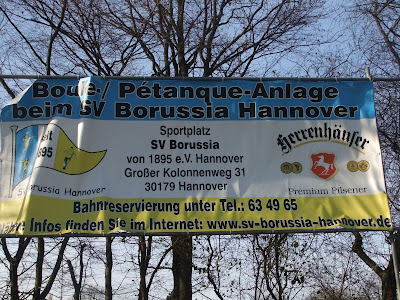 Boule-/ Pétanque-Anlage
beim SV Borussia Hannover
seit
1895
Borussia Hannover
Sportplatz
SV Borussia
von 1895 e.V. Hannover
Großer Kolonnenweg 31
30179 Hannover
Herrenhäuser
Premium Pilsener
Bahnreservierung unter Tel.: 63 49 65
Infos finden Sie im Internet: www.sv-borussia-hannover.de